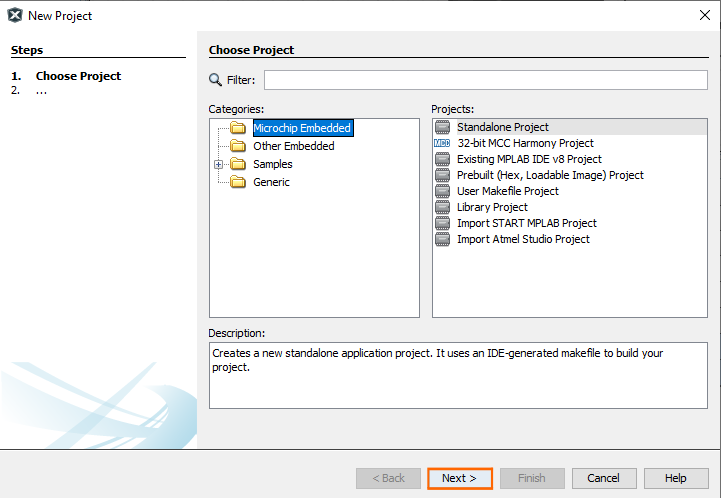 New Project
Steps
1. Choose Project
2. ...
Choose Project
Filter:
Categories:
Microchip Embedded
Other Embedded
Samples
Generic
Projects:
Standalone Project
MCC 32-bit MCC Harmony Project
Existing MPLAB IDE v8 Project
Prebuilt (Hex, Loadable Image) Project
User Makefile Project
Library Project
Import START MPLAB Project
Import Atmel Studio Project
Description:
Creates a new standalone application project. It uses an IDE-generated makefile to build your
project.
< Back
Next >
Finish
Cancel
Help